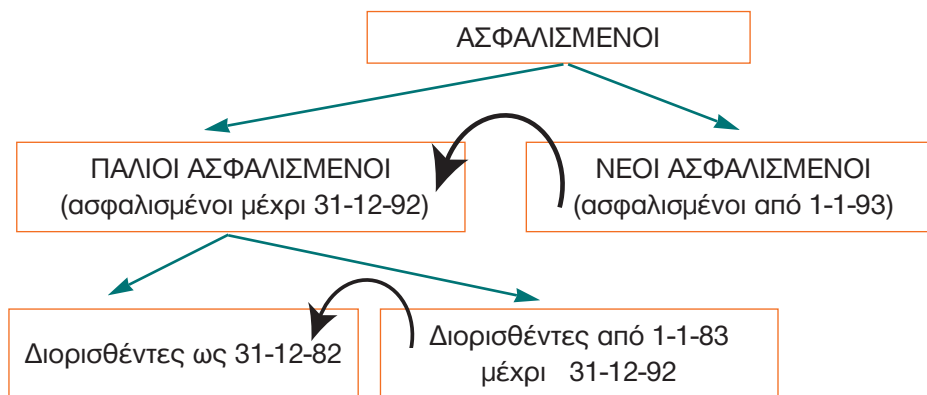 ΑΣΦΑΛΙΣΜΕΝΟΙ
ΠΑΛΙΟΙ ΑΣΦΑΛΙΣΜΕΝΟΙ
(ασφαλισμένοι μέχρι 31-12-92)
ΝΕΟΙ ΑΣΦΑΛΙΣΜΕΝΟΙ
(ασφαλισμένοι από 1-1-93)
Διορισθέντες ως 31-12-82
Διορισθέντες από 1-1-83
μέχρι 31-12-92